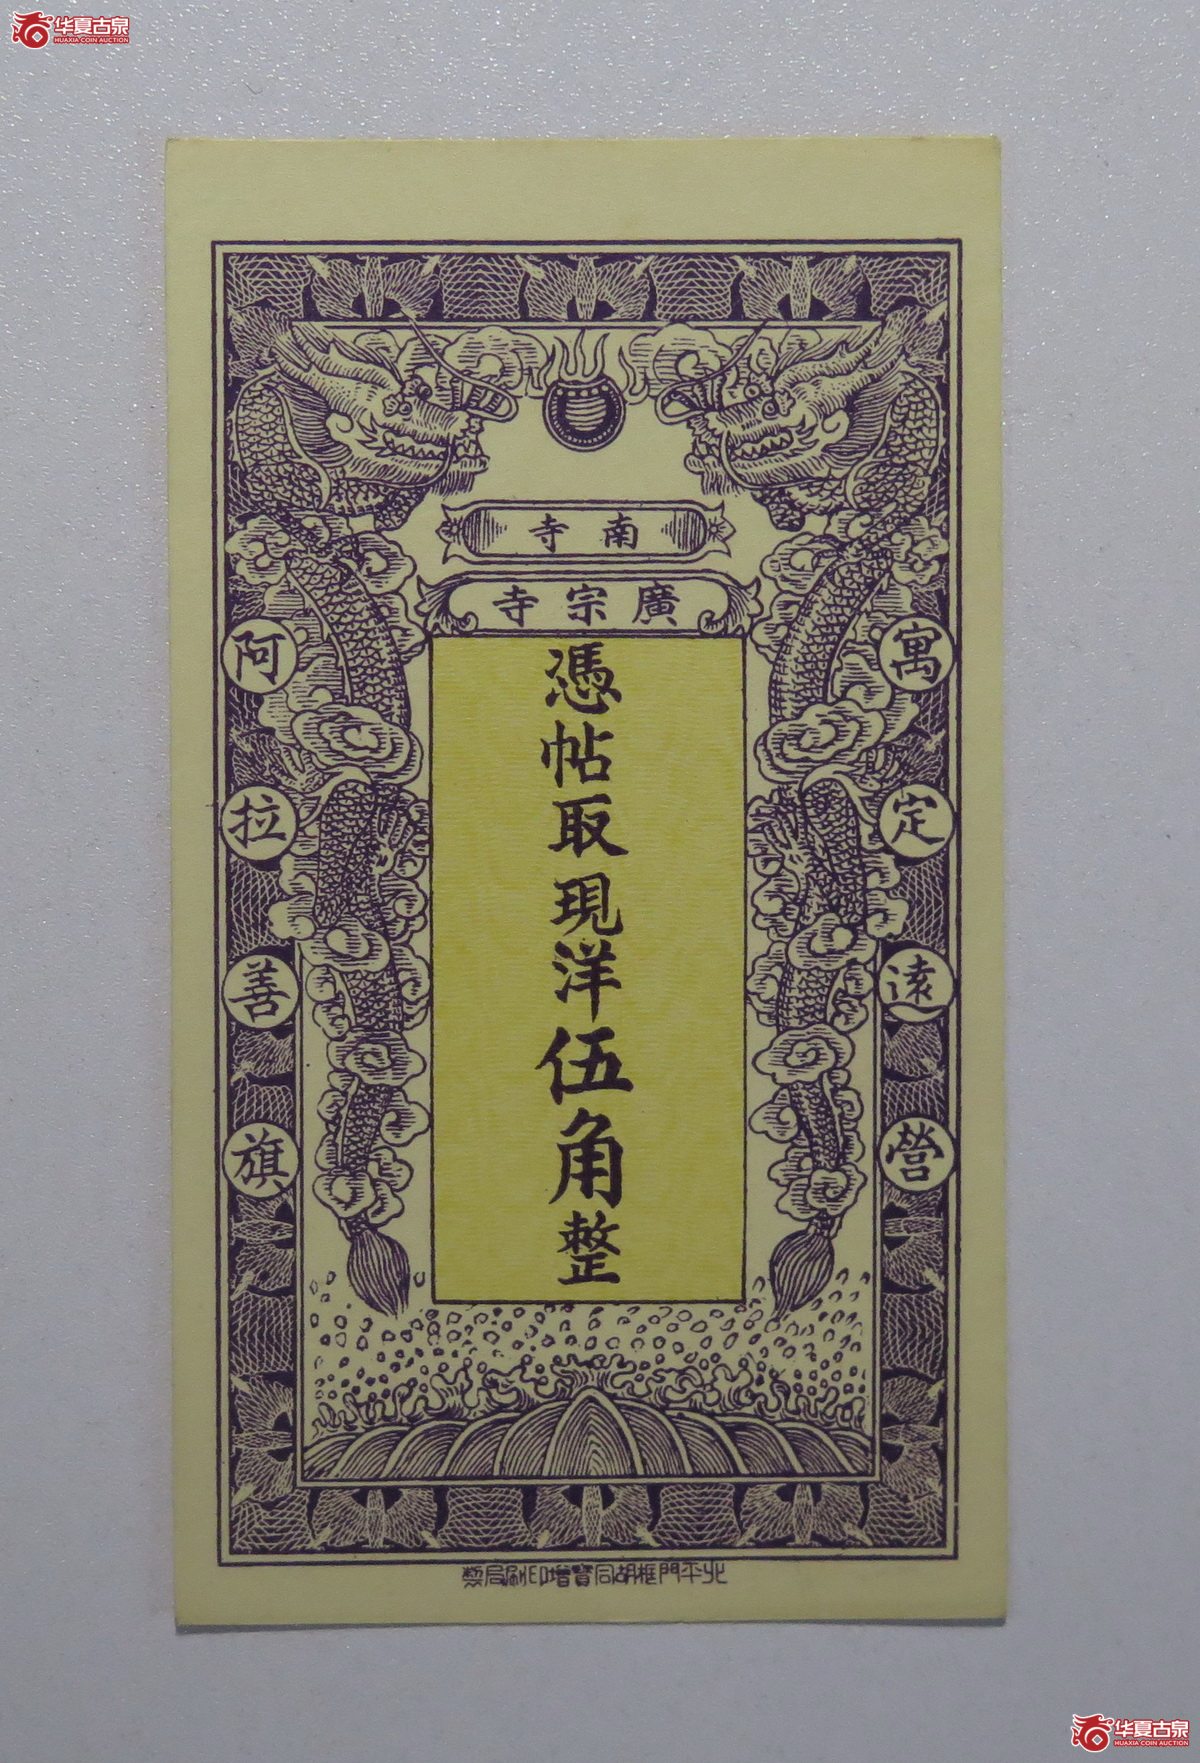 华夏古泉
HUAXIA COIN AUCTION
南寺
廣宗寺
憑帖取現洋伍角整
寓定遠營
阿拉善旗
北平門框胡同寶增印刷局製
华夏古泉
HUAXIA COIN AUCTION